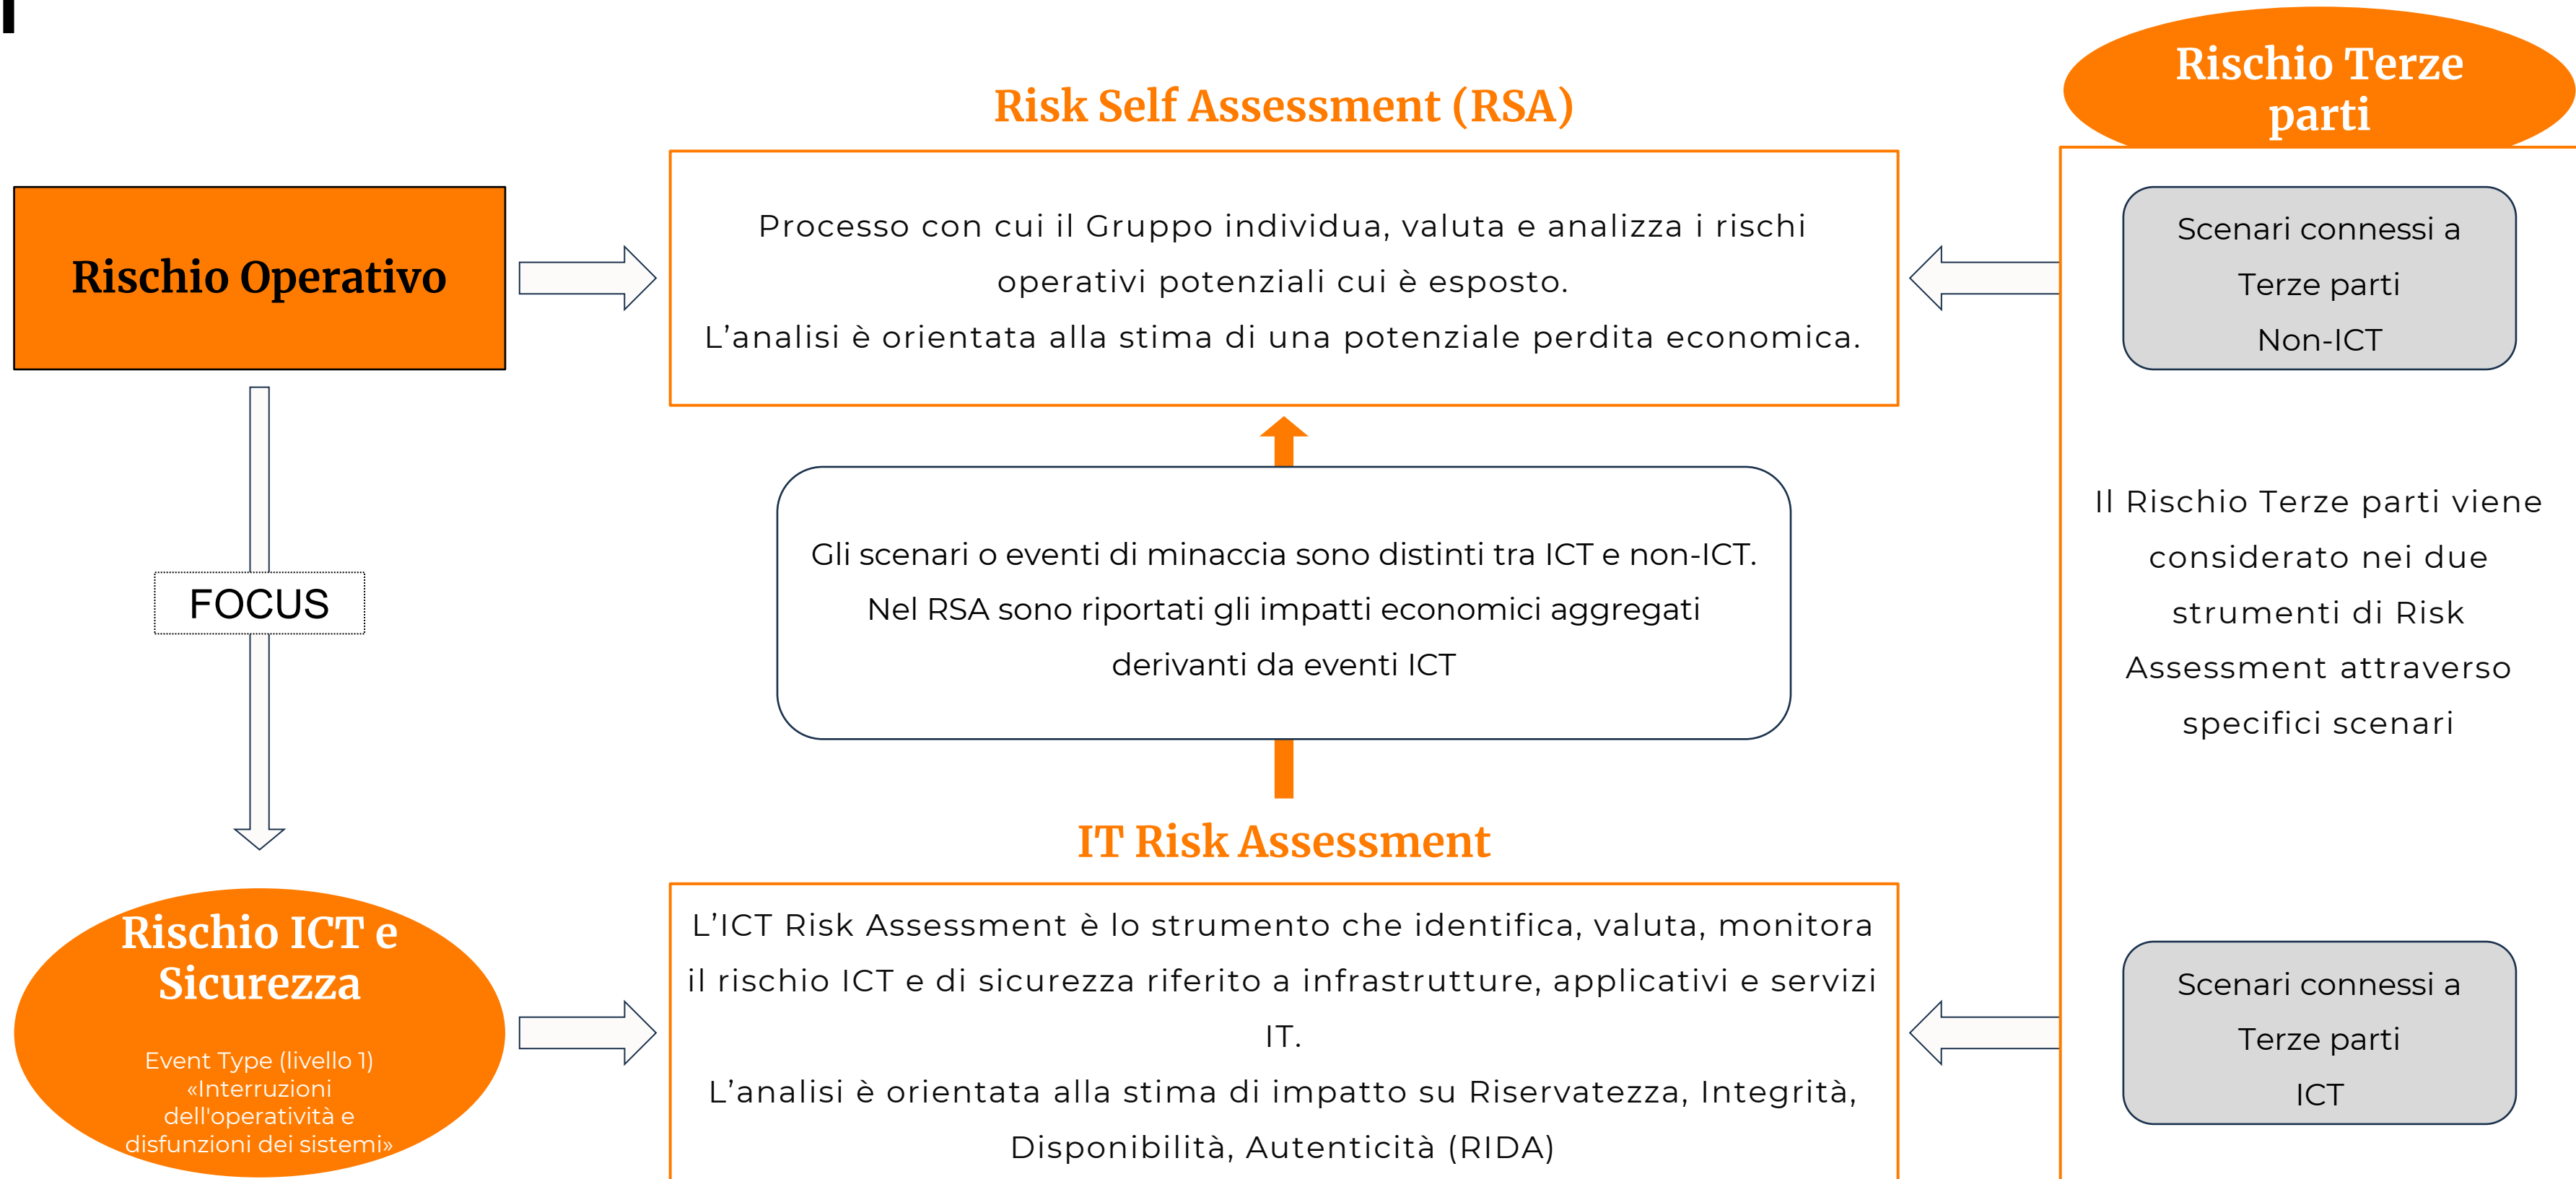 Rischio Terze
parti
Risk Self Assessment (RSA)
Rischio Operativo
Processo con cui il Gruppo individua, valuta e analizza i rischi
operativi potenziali cui è esposto.
L’analisi è orientata alla stima di una potenziale perdita economica.
Scenari connessi a
Terze parti
Non-ICT
FOCUS
Gli scenari o eventi di minaccia sono distinti tra ICT e non-ICT.
Nel RSA sono riportati gli impatti economici aggregati
derivanti da eventi ICT
Il Rischio Terze parti viene
considerato nei due
strumenti di Risk
Assessment attraverso
specifici scenari
IT Risk Assessment
Rischio ICT e
Sicurezza
Event Type (livello 1)
«Interruzioni
dell'operatività e
disfunzioni dei sistemi»
L’ICT Risk Assessment è lo strumento che identifica, valuta, monitora
il rischio ICT e di sicurezza riferito a infrastrutture, applicativi e servizi
IT.
L’analisi è orientata alla stima di impatto su Riservatezza, Integrità,
Disponibilità, Autenticità (RIDA)
Scenari connessi a
Terze parti
ICT